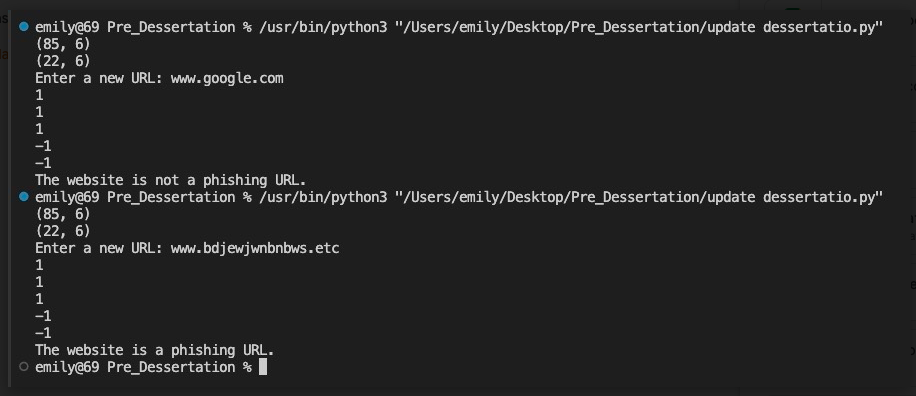 emily@69 Pre_Dessertation % /usr/bin/python3 "/Users/emily/Desktop/Pre_Dessertation/update dessertatio.py"
(85, 6)
(22, 6)
Enter a new URL: www.google.com
1
1
1
-1
-1
The website is not a phishing URL.
emily@69 Pre_Dessertation % /usr/bin/python3 "/Users/emily/Desktop/Pre_Dessertation/update dessertatio.py"
(85, 6)
(22, 6)
Enter a new URL: www.bdjewjwnbnbws.etc
1
1
1
-1
-1
The website is a phishing URL.
emily@69 Pre_Dessertation %